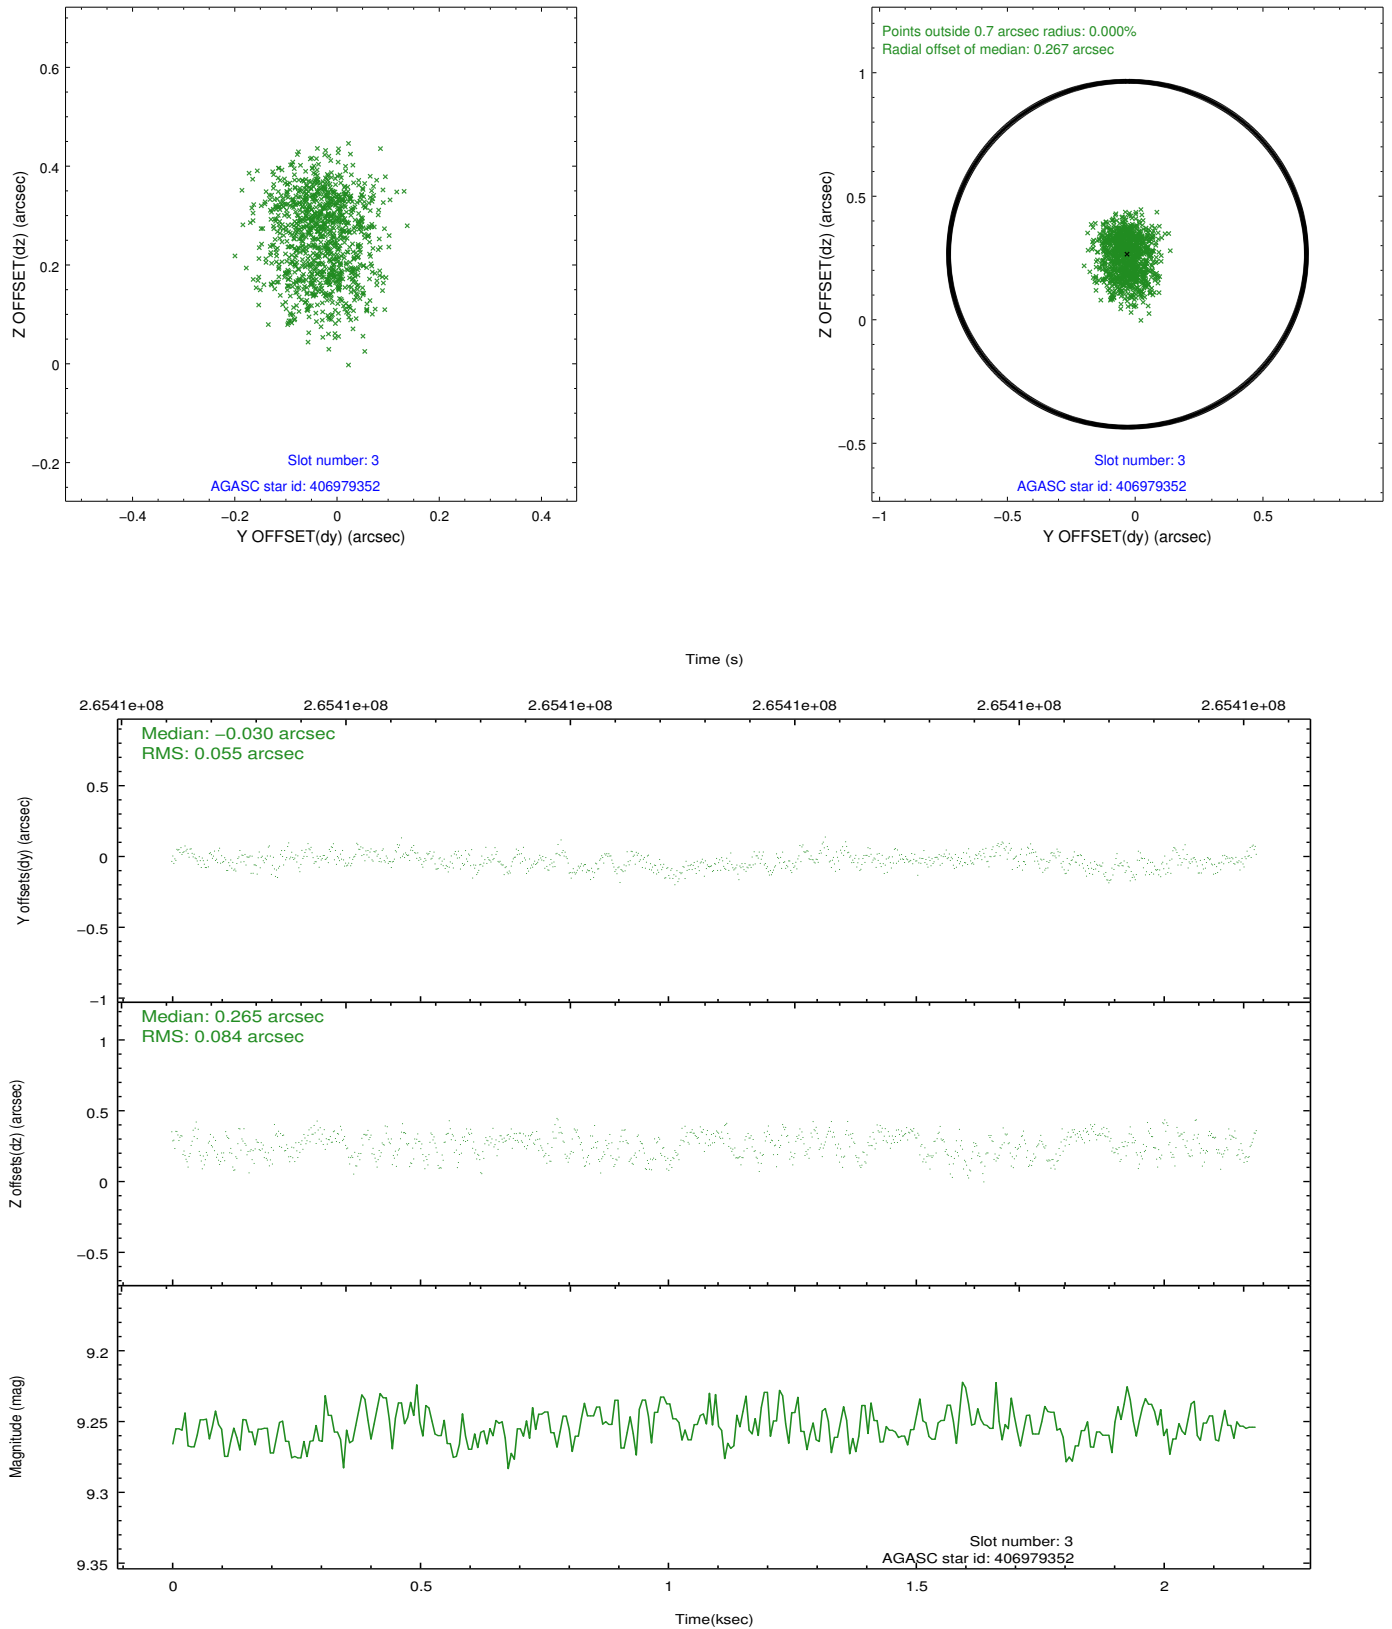 0.6
0.4
0.2
0
−0.2
−0.4
−0.2
0
0.2
0.4
Z OFFSET(dz) (arcsec)
Y OFFSET(dy) (arcsec)
Slot number: 3
AGASC star id: 406979352
Points outside 0.7 arcsec radius: 0.000%
Radial offset of median: 0.267 arcsec
1
0.5
0
−0.5
−1
−0.5
0
0.5
Z OFFSET(dz) (arcsec)
Y OFFSET(dy) (arcsec)
Slot number: 3
AGASC star id: 406979352
Time (s)
2.6541e+08
2.6541e+08
2.6541e+08
2.6541e+08
2.6541e+08
2.6541e+08
Median: −0.030 arcsec
RMS: 0.055 arcsec
0.5
0
−0.5
−1
Y offsets(dy) (arcsec)
Median: 0.265 arcsec
RMS: 0.084 arcsec
1
0.5
0
−0.5
Z offsets(dz) (arcsec)
9.2
9.25
9.3
9.35
Magnitude (mag)
Slot number: 3
AGASC star id: 406979352
0
0.5
1
1.5
2
Time(ksec)